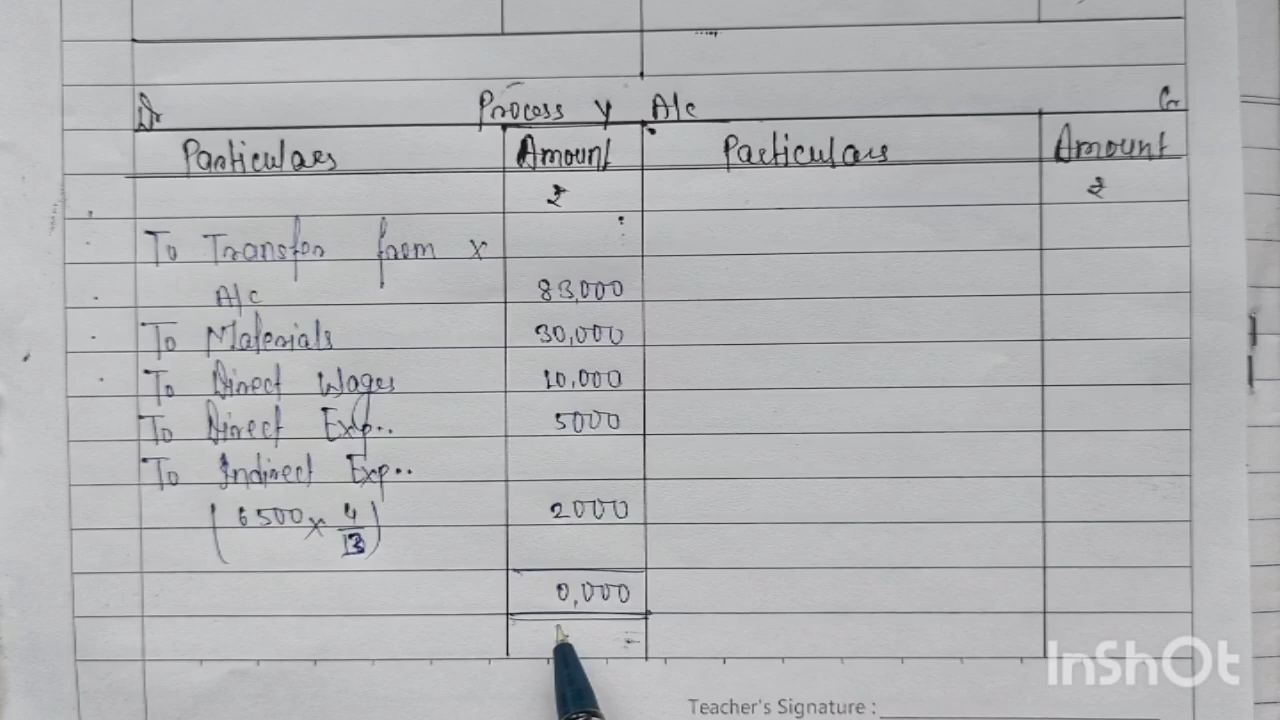 Dr Process Y A/c Cr
Particulars Amount Particulars Amount
₹ ₹
To Transfer from X
A/c 83,000
To Materials 30,000
To Direct Wages 10,000
To Direct Exp.. 5000
To Indirect Exp..
(6500 × 4/13) 2000
0,000
Teacher's Signature :
InShOt